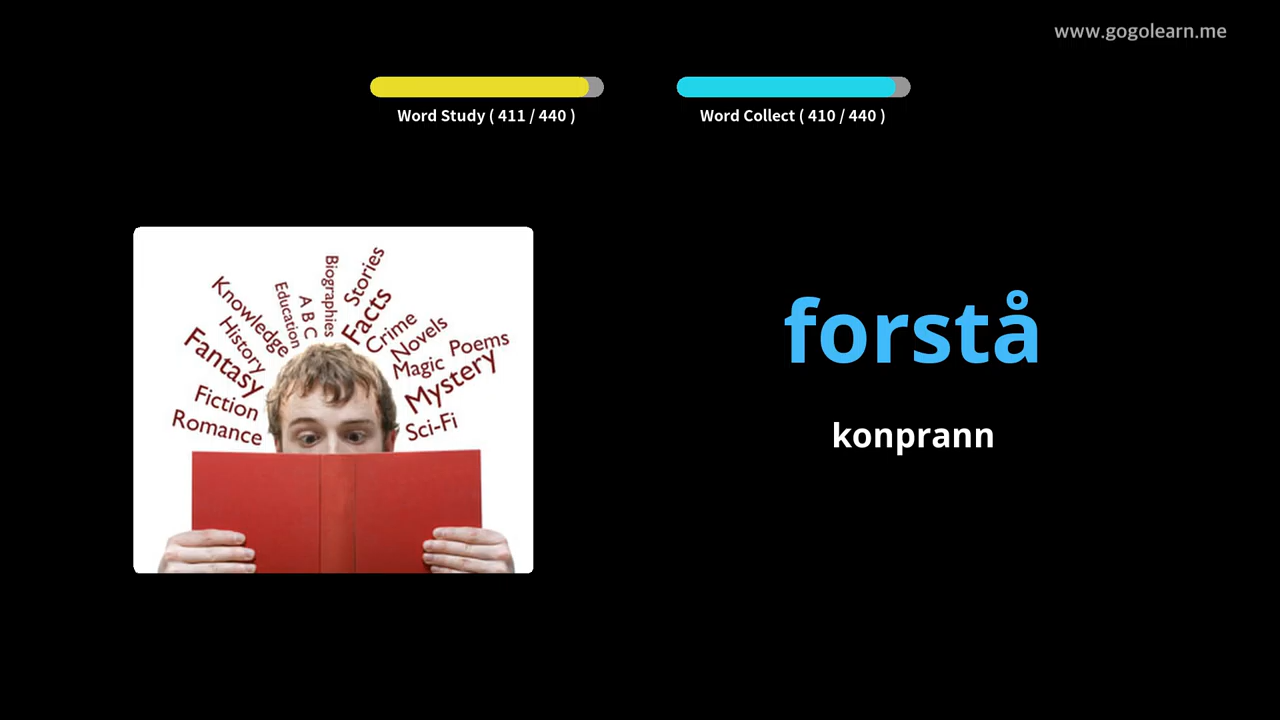 www.gogolearn.me
Word Study ( 411 / 440 )
Word Collect ( 410 / 440 )
Biographies
Stories
Knowledge
Education
A B C
Facts
History
Crime
Novels
Fantasy
Magic
Poems
Mystery
Fiction
Romance
Sci-Fi
forstå
konprann